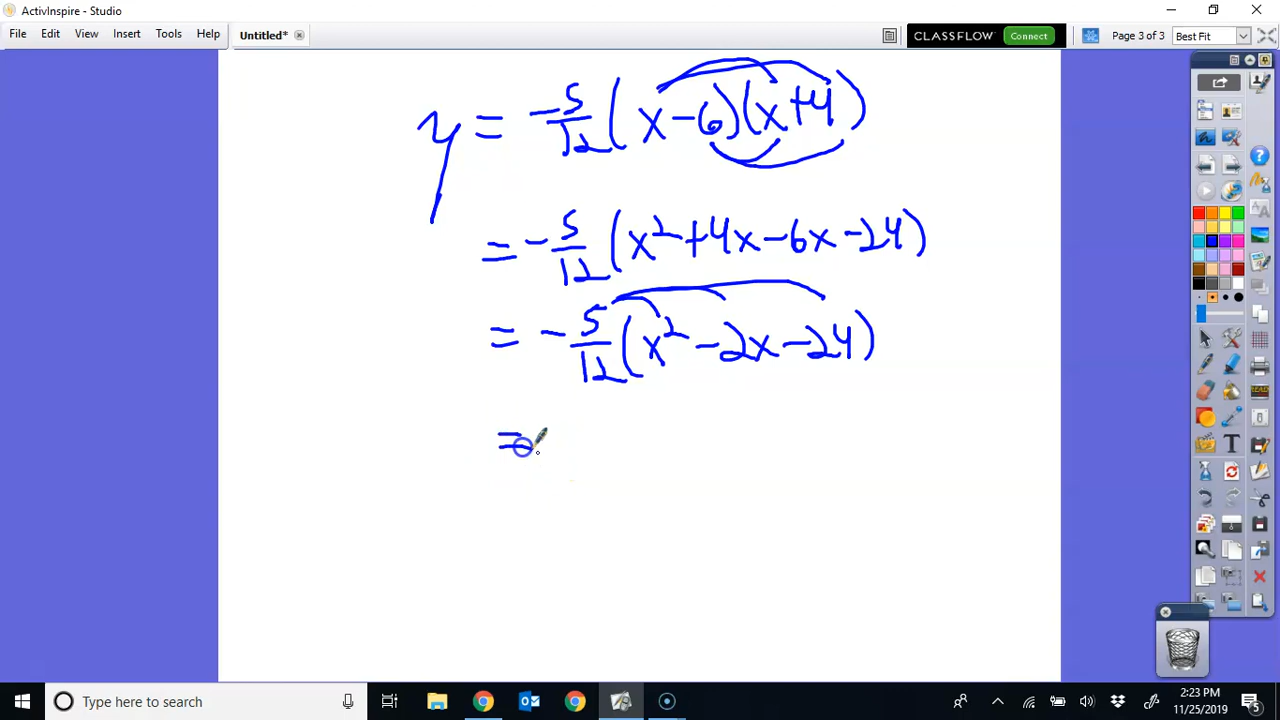 ActivInspire - Studio
File Edit View Insert Tools Help Untitled* CLASSFLOW Connect Page 3 of 3 Best Fit
y = -5/12 (x-6)(x+4)
= -5/12 (x² +4x-6x-24)
= -5/12 (x² -2x-24)
=
Type here to search
2:23 PM
11/25/2019
5